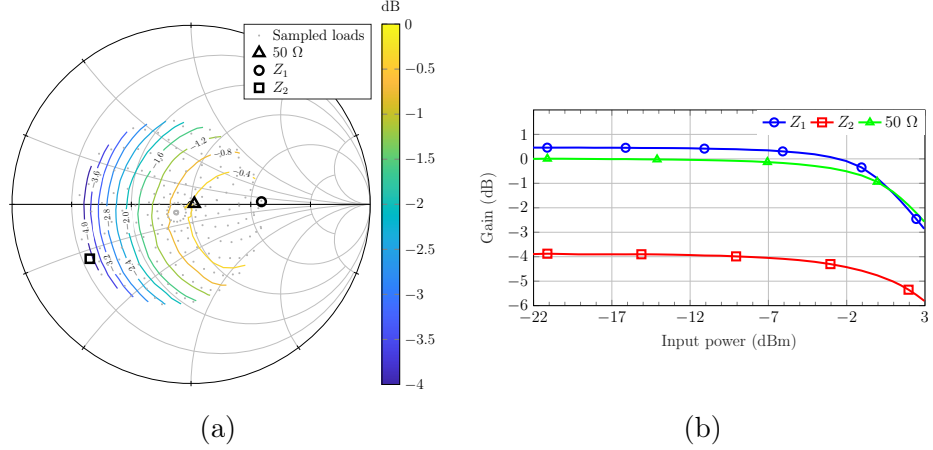 dB
Sampled loads
50 Ω
Z₁
Z₂
0
−0.5
−1
−1.5
−2
−2.5
−3
−3.5
−4
−0.4
−0.8
−1.2
−1.6
−2.0
−2.4
−2.8
−3.2
−3.6
−4.0
(a)
Z₁ Z₂ 50 Ω
1
0
−1
−2
−3
−4
−5
−6
Gain (dB)
−22 −17 −12 −7 −2 3
Input power (dBm)
(b)